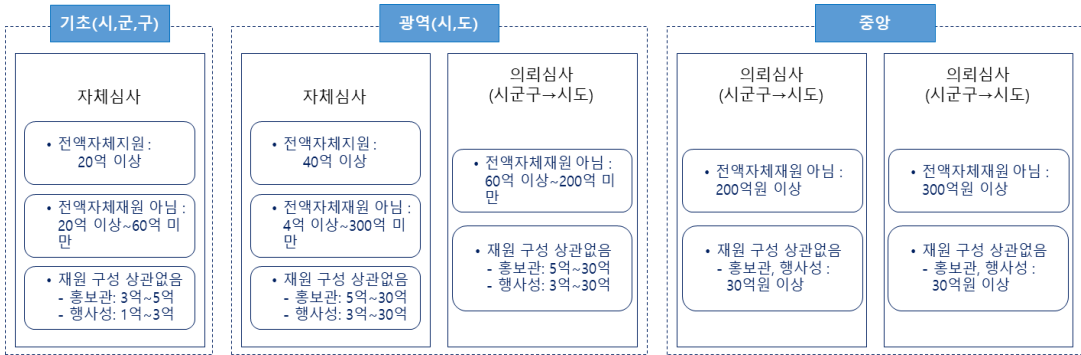 기초(시,군,구)
자체심사
• 전액자체지원 :
20억 이상
• 전액자체재원 아님 :
20억 이상~60억 미
만
• 재원 구성 상관없음
- 홍보관: 3억~5억
- 행사성: 1억~3억
광역(시,도)
자체심사
• 전액자체지원 :
40억 이상
• 전액자체재원 아님 :
4억 이상~300억 미
만
• 재원 구성 상관없음
- 홍보관: 5억~30억
- 행사성: 3억~30억
의뢰심사
(시군구→시도)
• 전액자체재원 아님 :
60억 이상~200억 미
만
• 재원 구성 상관없음
- 홍보관: 5억~30억
- 행사성: 3억~30억
중앙
의뢰심사
(시군구→시도)
• 전액자체재원 아님 :
200억원 이상
• 재원 구성 상관없음
- 홍보관, 행사성 :
30억원 이상
의뢰심사
(시군구→시도)
• 전액자체재원 아님 :
300억원 이상
• 재원 구성 상관없음
- 홍보관, 행사성 :
30억원 이상